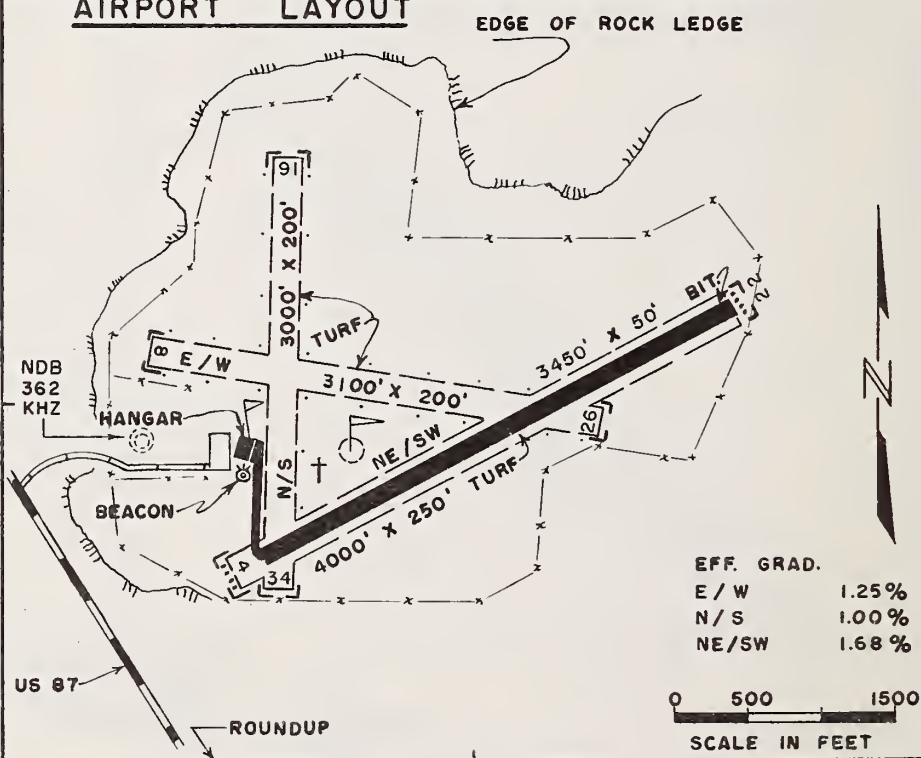 AIRPORT LAYOUT
EDGE OF ROCK LEDGE
16
3000' X 200'
TURF
BIT.
22
3450' X 50'
8
E/W
3100' X 200'
NDB
362
KHZ
HANGAR
26
NE/SW
N/S
BEACON
4000' X 250' TURF
4
34
N
EFF. GRAD.
E/W 1.25%
N/S 1.00%
NE/SW 1.68%
US 87
ROUNDUP
0 500 1500
SCALE IN FEET